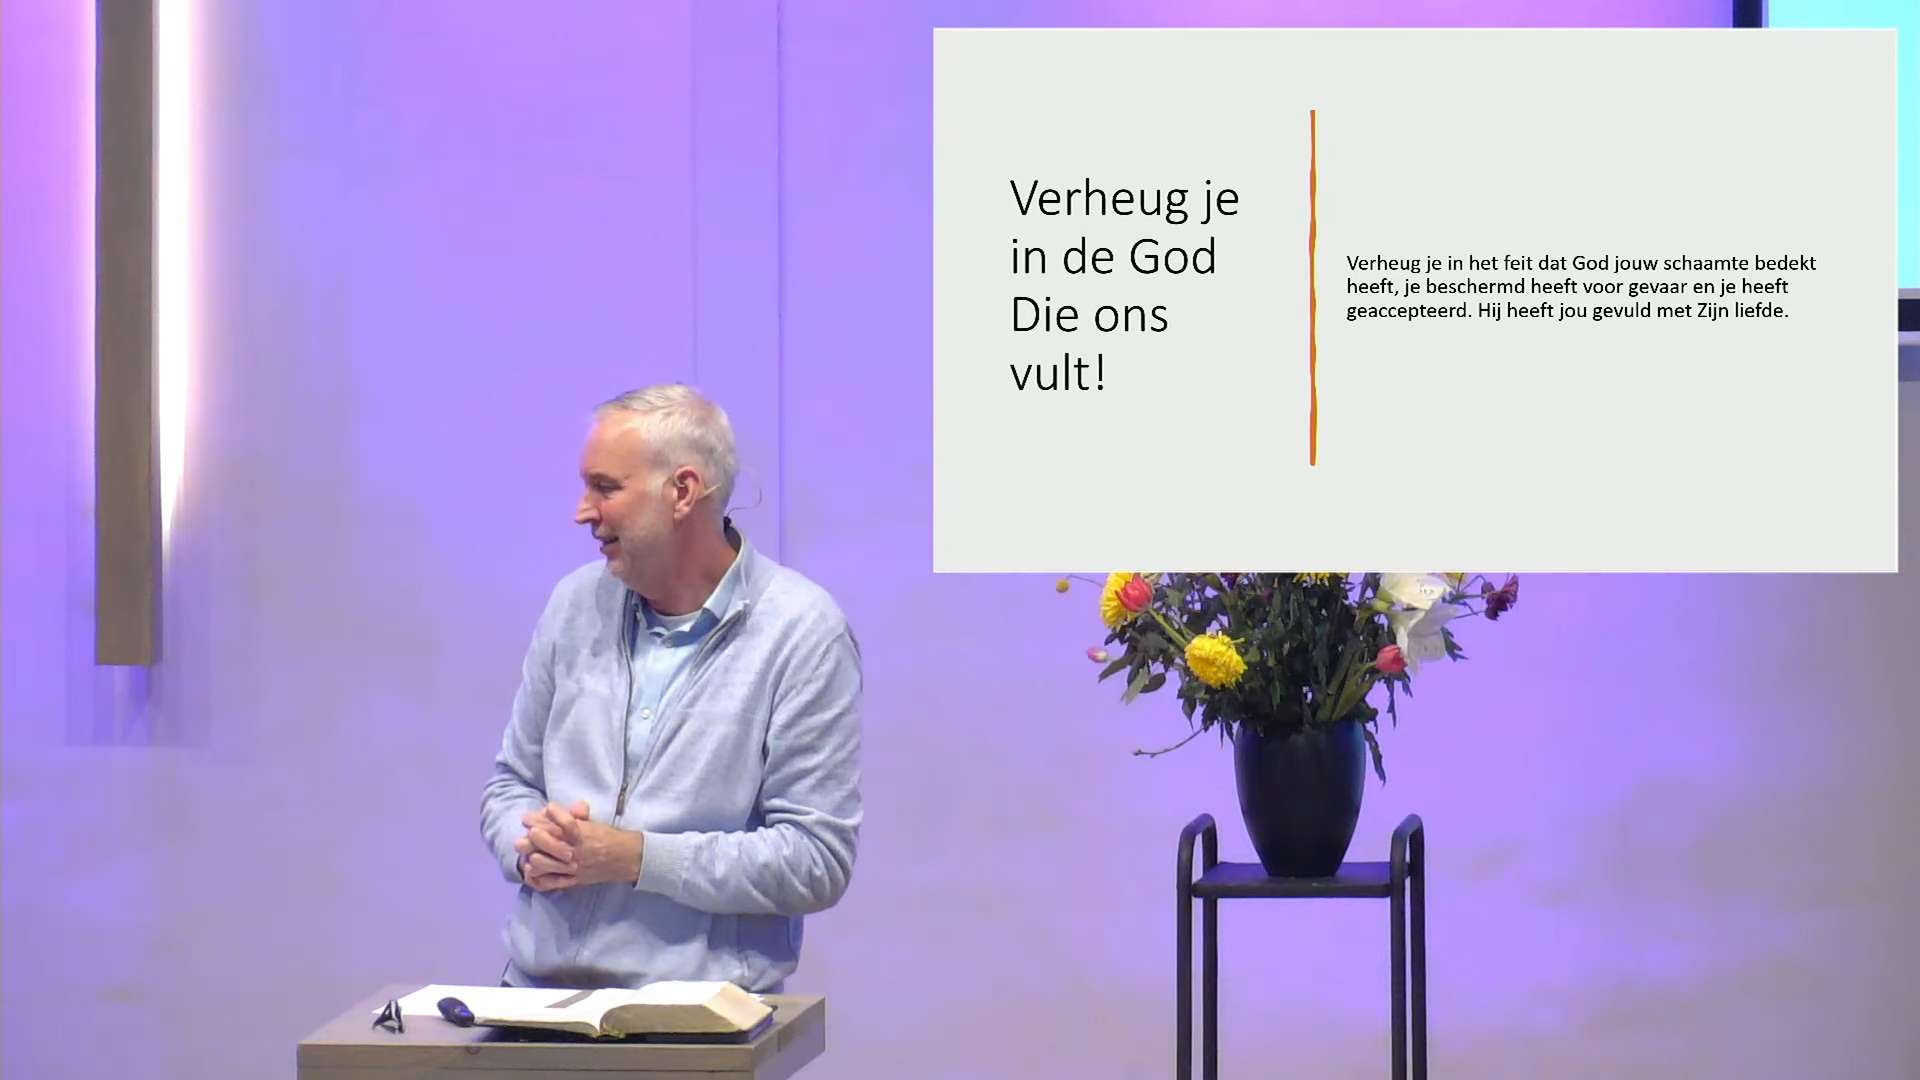 Verheug je
in de God
Die ons
vult!
Verheug je in het feit dat God jouw schaamte bedekt
heeft, je beschermd heeft voor gevaar en je heeft
geaccepteerd. Hij heeft jou gevuld met Zijn liefde.